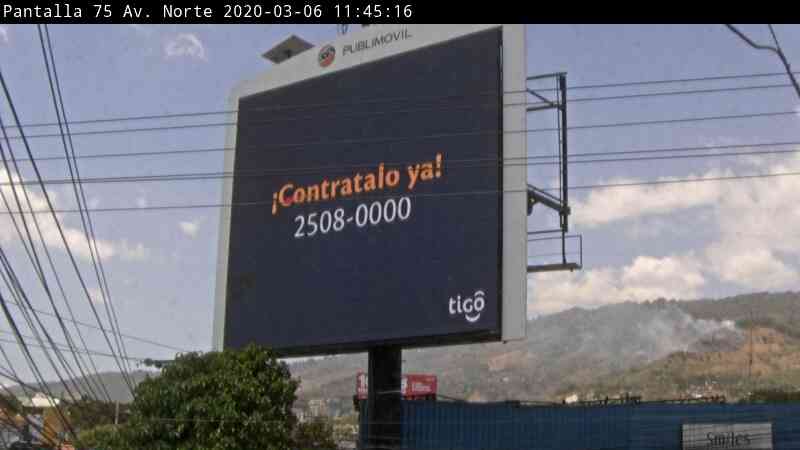 Pantalla 75 Av. Norte 2020-03-06 11:45:16
PUBLIMOVIL
¡Contratalo ya!
2508-0000
tigo
Smiles